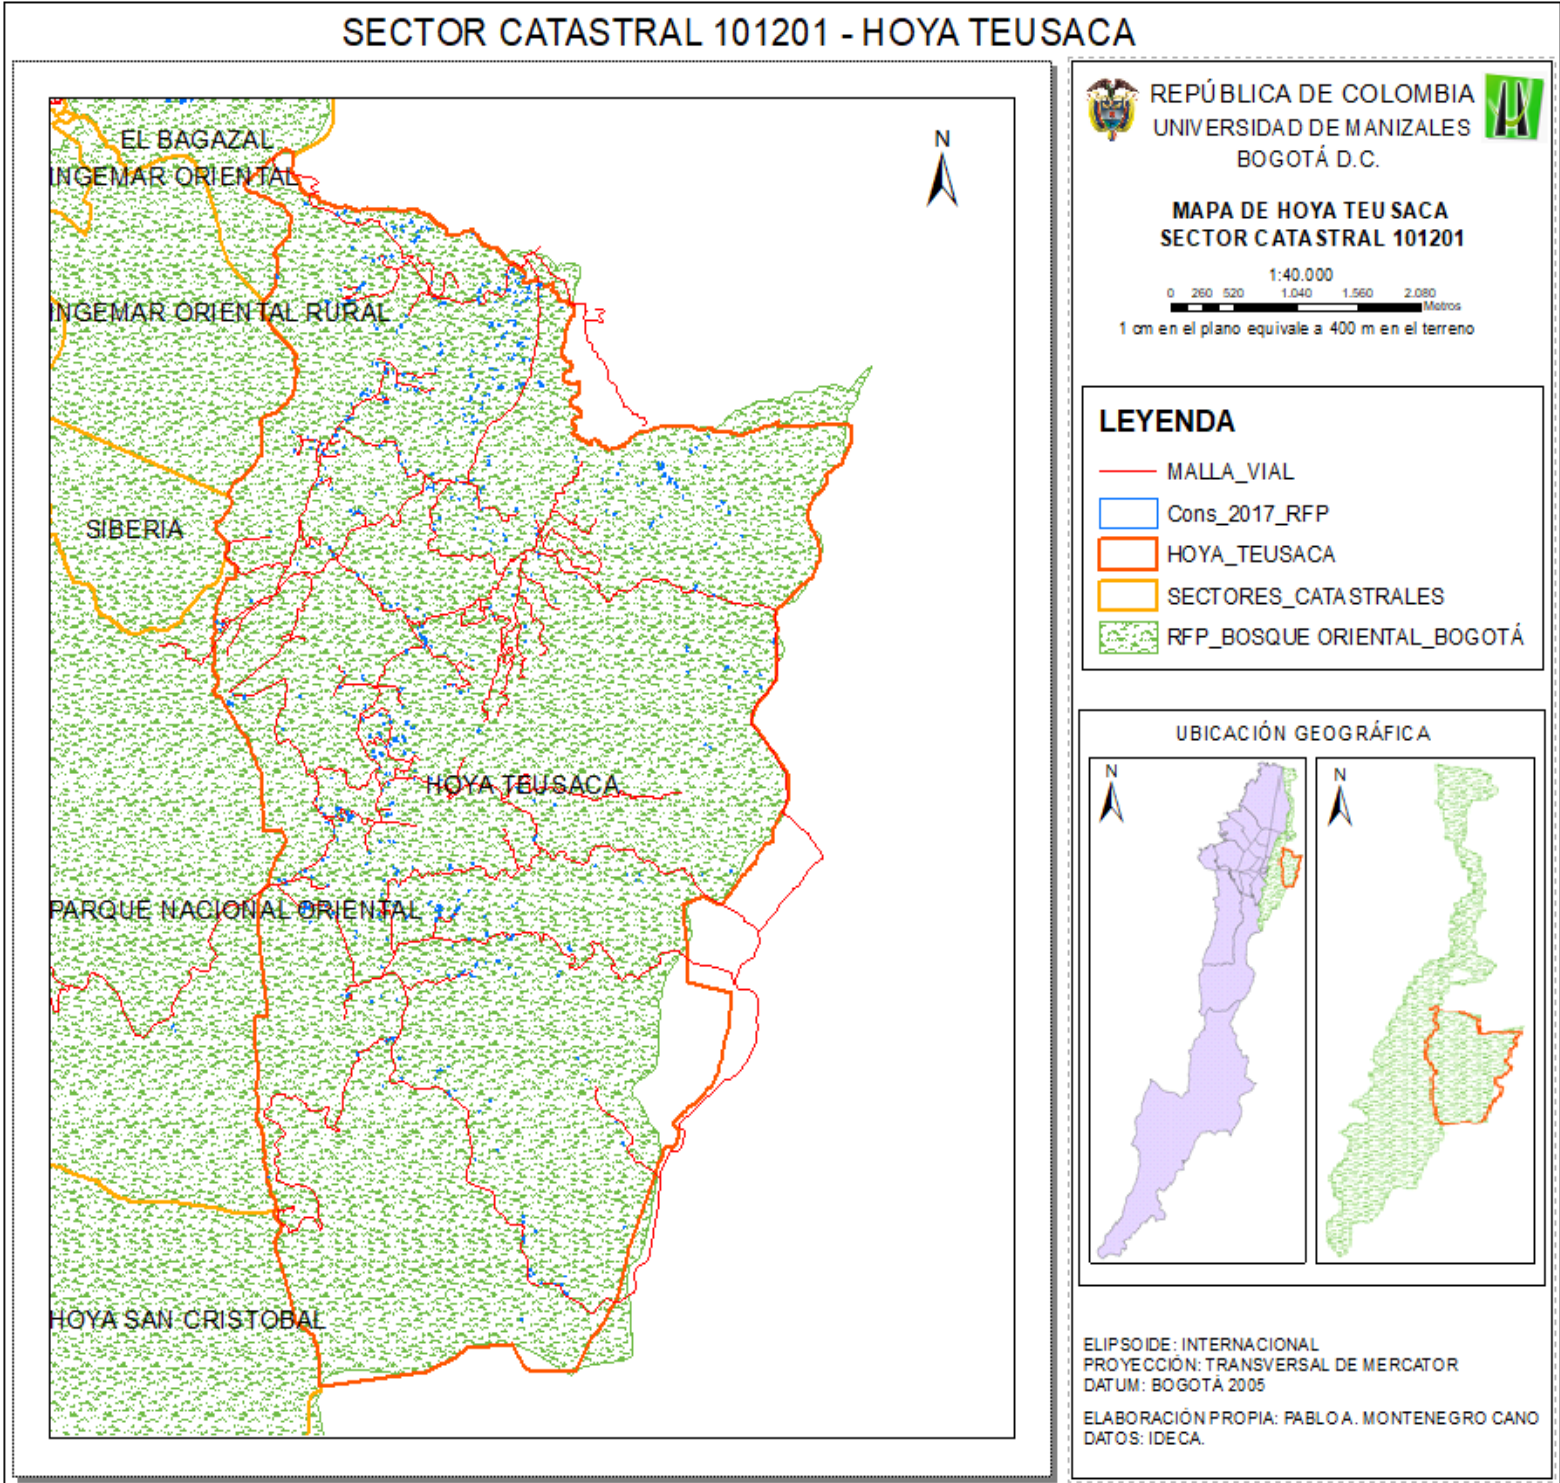 SECTOR CATASTRAL 101201 - HOYA TEUSACA
EL BAGAZAL
INGEMAR ORIENTAL
N
INGEMAR ORIENTAL RURAL
SIBERIA
HOYA TEUSACA
PARQUE NACIONAL ORIENTAL
HOYA SAN CRISTOBAL
REPÚBLICA DE COLOMBIA
UNIVERSIDAD DE MANIZALES
BOGOTÁ D.C.
MAPA DE HOYA TEUSACA
SECTOR CATASTRAL 101201
1:40.000
0 260 520 1.040 1.560 2.080
Metros
1 cm en el plano equivale a 400 m en el terreno
LEYENDA
MALLA_VIAL
Cons_2017_RFP
HOYA_TEUSACA
SECTORES_CATASTRALES
RFP_BOSQUE ORIENTAL_BOGOTÁ
UBICACIÓN GEOGRÁFICA
N
N
ELIPSOIDE: INTERNACIONAL
PROYECCIÓN: TRANSVERSAL DE MERCATOR
DATUM: BOGOTÁ 2005
ELABORACIÓN PROPIA: PABLO A. MONTENEGRO CANO
DATOS: IDECA.